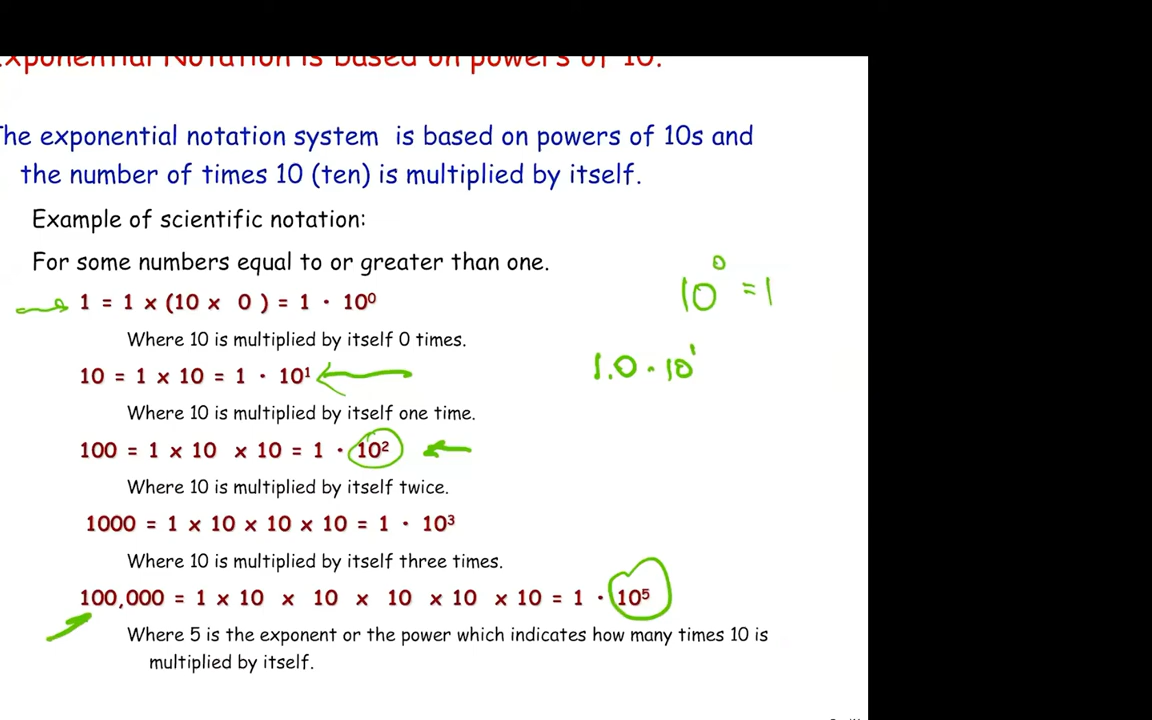 Exponential Notation is based on powers of 10.
The exponential notation system is based on powers of 10s and
the number of times 10 (ten) is multiplied by itself.
Example of scientific notation:
For some numbers equal to or greater than one.
10⁰ = 1
1 = 1 x (10 x 0 ) = 1 · 10⁰
Where 10 is multiplied by itself 0 times.
1.0 · 10¹
10 = 1 x 10 = 1 · 10¹
Where 10 is multiplied by itself one time.
100 = 1 x 10 x 10 = 1 · 10²
Where 10 is multiplied by itself twice.
1000 = 1 x 10 x 10 x 10 = 1 · 10³
Where 10 is multiplied by itself three times.
100,000 = 1 x 10 x 10 x 10 x 10 x 10 = 1 · 10⁵
Where 5 is the exponent or the power which indicates how many times 10 is
multiplied by itself.